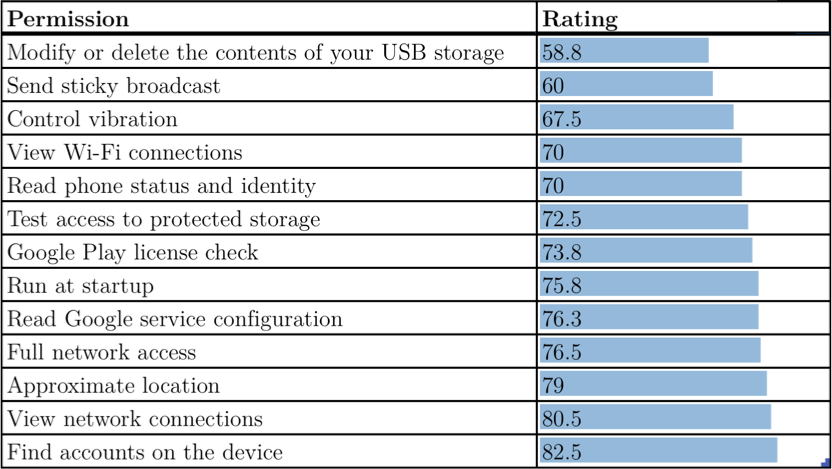 Permission Rating
Modify or delete the contents of your USB storage 58.8
Send sticky broadcast 60
Control vibration 67.5
View Wi-Fi connections 70
Read phone status and identity 70
Test access to protected storage 72.5
Google Play license check 73.8
Run at startup 75.8
Read Google service configuration 76.3
Full network access 76.5
Approximate location 79
View network connections 80.5
Find accounts on the device 82.5